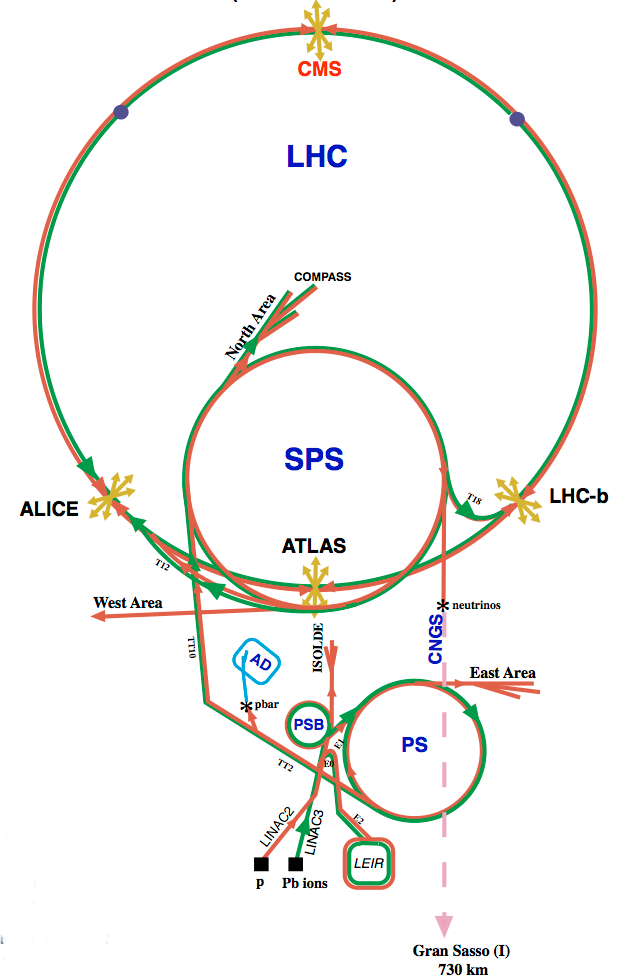 CMS
LHC
COMPASS
North Area
SPS
ALICE
T18
LHC-b
ATLAS
T12
West Area
neutrinos
TT10
ISOLDE
CNGS
AD
East Area
pbar
PSB
PS
E1
TT2
E0
E2
LINAC2
LINAC3
LEIR
p
Pb ions
Gran Sasso (I)
730 km